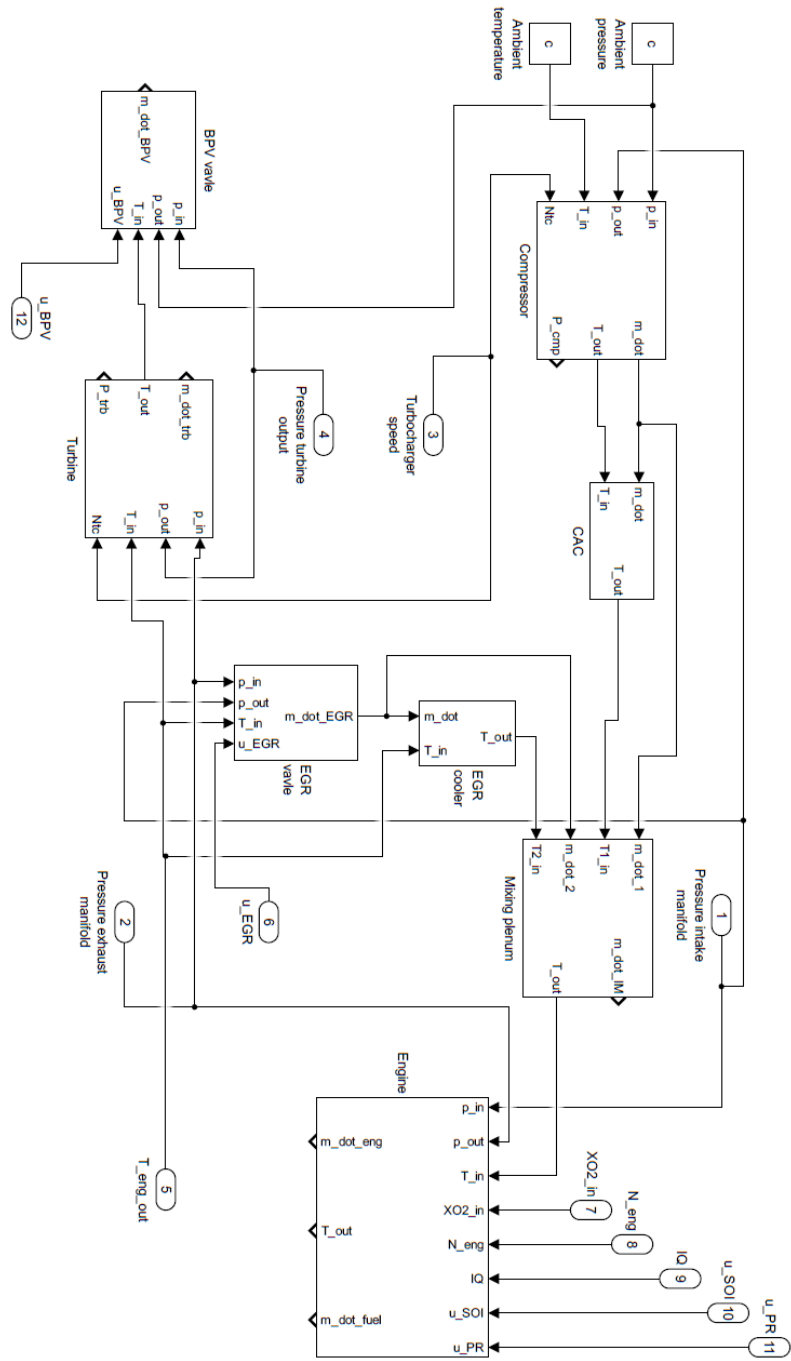 Ambient
pressure
c
Ambient
temperature
c
p_in
p_out
T_in
Ntc
m_dot
T_out
P_cmp
Compressor
m_dot
T_in
T_out
CAC
m_dot_1
T1_in
m_dot_2
T2_in
m_dot_IM
T_out
Mixing plenum
1
Pressure intake
manifold
3
Turbocharger
speed
4
Pressure turbine
output
BPV vavle
p_in
p_out
T_in
u_BPV
m_dot_BPV
12
u_BPV
m_dot_trb
T_out
P_trb
p_in
p_out
T_in
Ntc
Turbine
p_in
p_out
T_in
u_EGR
m_dot_EGR
EGR
vavle
m_dot
T_in
T_out
EGR
cooler
6
u_EGR
2
Pressure exhaust
manifold
5
T_eng_out
Engine
p_in
p_out
T_in
XO2_in
N_eng
IQ
u_SOI
u_PR
m_dot_eng
T_out
m_dot_fuel
7
XO2_in
8
N_eng
9
IQ
10
u_SOI
11
u_PR